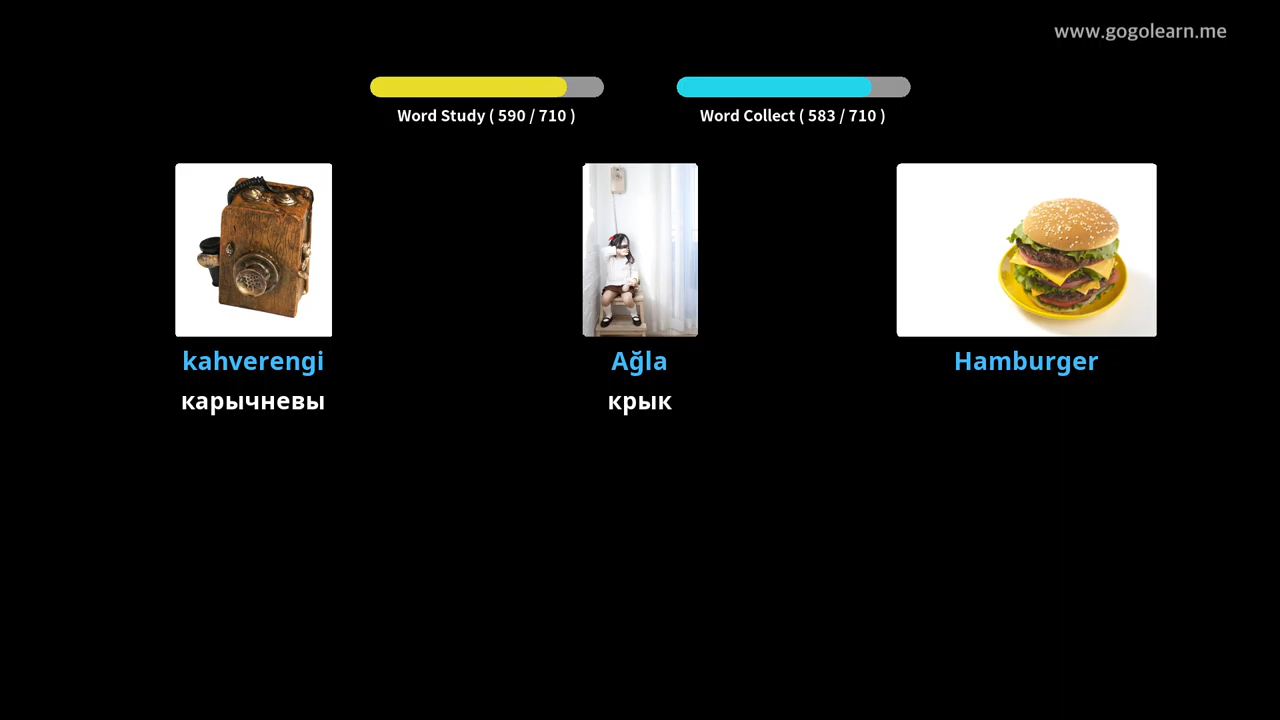 www.gogolearn.me
Word Study ( 590 / 710 )
Word Collect ( 583 / 710 )
kahverengi
Ağla
Hamburger
карычневы
крык